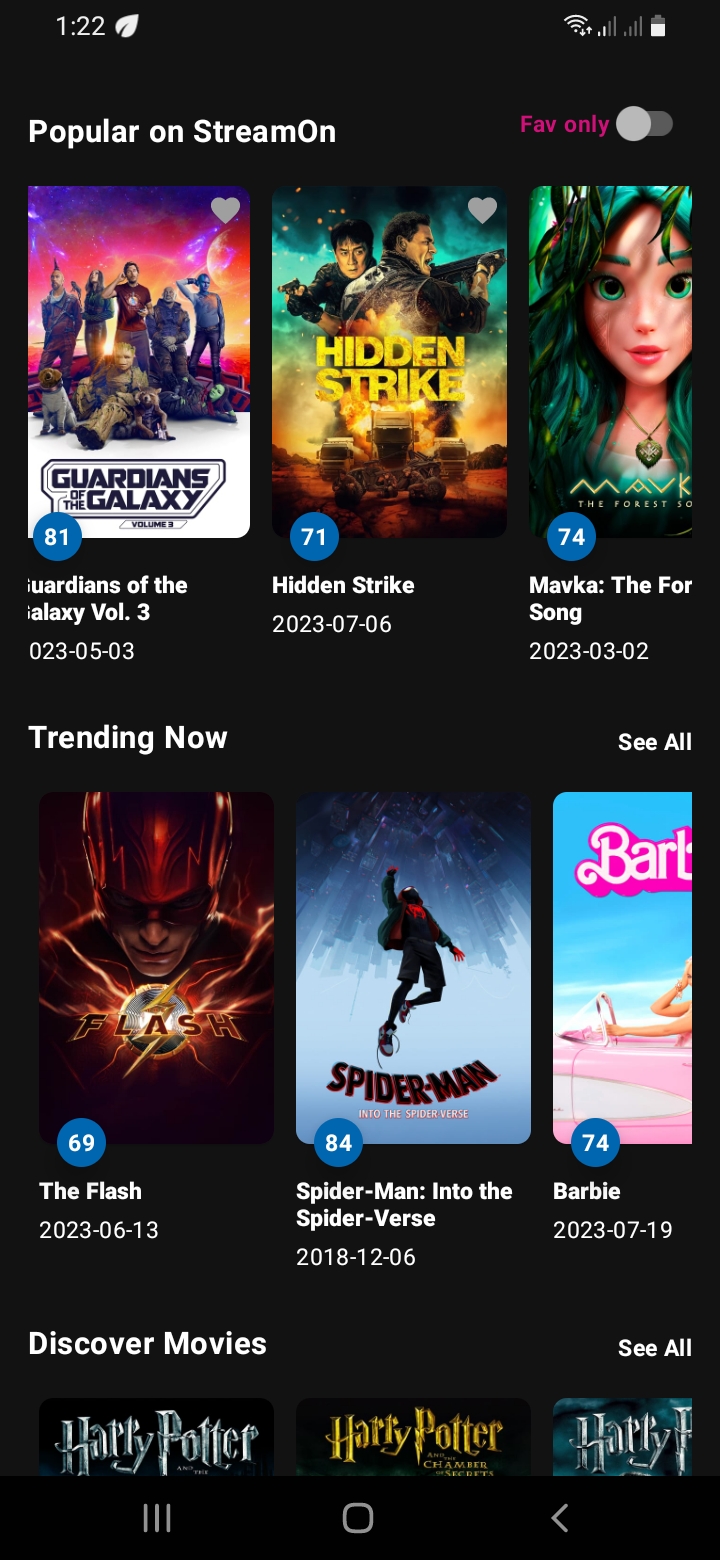 1:22
Popular on StreamOn
Fav only
GUARDIANS
OF THE
GALAXY
VOLUME 3
HIDDEN
STRIKE
MAVK
THE FOREST SO
81
71
74
Guardians of the
Galaxy Vol. 3
023-05-03
Hidden Strike
2023-07-06
Mavka: The For
Song
2023-03-02
Trending Now
See All
FLASH
SPIDER-MAN
INTO THE SPIDER-VERSE
Barb
69
84
74
The Flash
2023-06-13
Spider-Man: Into the
Spider-Verse
2018-12-06
Barbie
2023-07-19
Discover Movies
See All
Harry Potter
AND THE
Harry Potter
AND THE
CHAMBER
OF SECRETS
Harry P